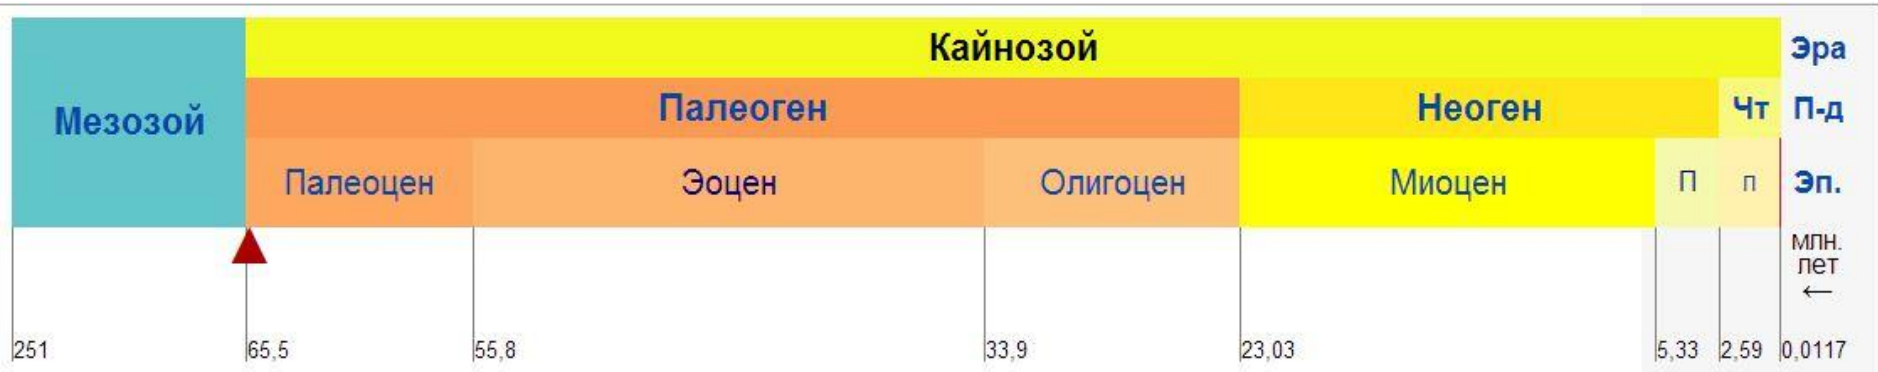 Кайнозой
Эра
Мезозой
Палеоген
Неоген
Чт
П-д
Палеоцен
Эоцен
Олигоцен
Миоцен
П
п
Эп.
млн.
лет
←
251
65,5
55,8
33,9
23,03
5,33
2,59
0,0117